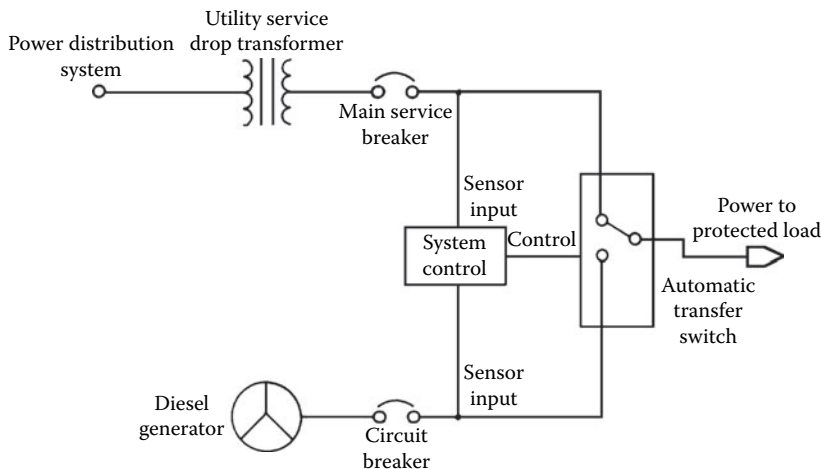 Utility service
drop transformer
Power distribution
system
Main service
breaker
Sensor
input
System
control
Control
Power to
protected load
Automatic
transfer
switch
Sensor
input
Diesel
generator
Circuit
breaker